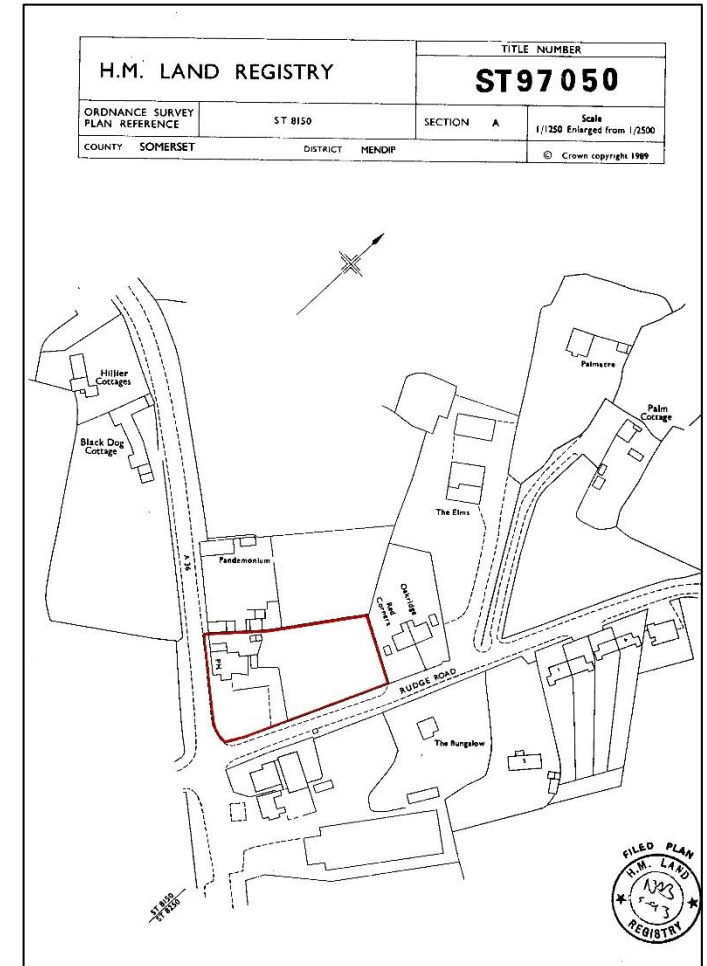 H.M. LAND REGISTRY
TITLE NUMBER
ST97050
ORDNANCE SURVEY
PLAN REFERENCE
ST 8150
SECTION A
Scale
1/1250 Enlarged from 1/2500
COUNTY SOMERSET
DISTRICT MENDIP
© Crown copyright 1989
Hillier
Cottages
Black Dog
Cottage
A 36
Pandemonium
PH
The Elms
Palmacre
Palm
Cottage
Oakridge
Red
Corners
RUDGE ROAD
The Bungalow
5
ST 8150
ST 8250
FILED PLAN
H.M. LAND
REGISTRY